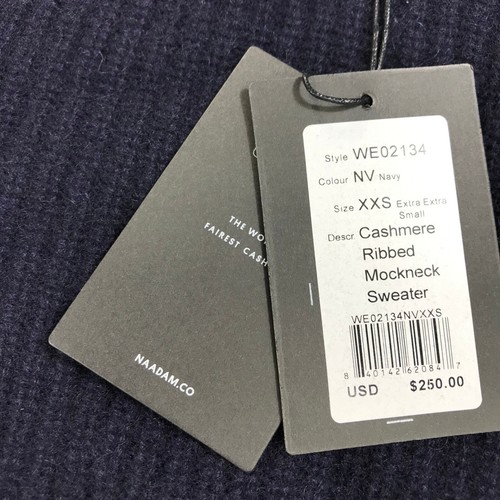 THE WO
FAIREST CASH
NAADAM.CO
Style WE02134
Colour NV Navy
Size XXS Extra Extra
Small
Descr Cashmere
Ribbed
Mockneck
Sweater
WE02134NVXXS
8 40142 62084 7
USD $250.00